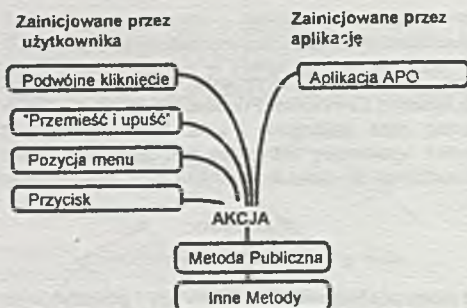 Zainicjowane przez
użytkownika
Podwójne kliknięcie
"Przemieść i upuść"
Pozycja menu
Przycisk
Zainicjowane przez
aplikację
Aplikacja APO
AKCJA
Metoda Publiczna
Inne Metody